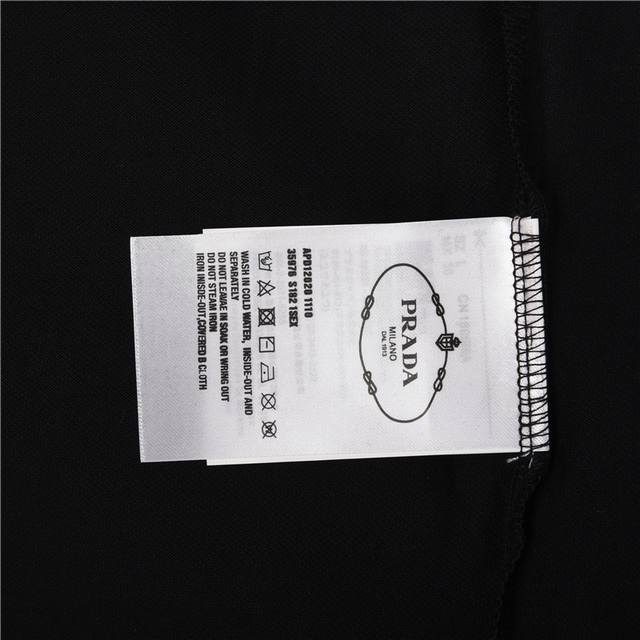 PRADA
MILANO
DAL 1913
APD12020 1110
35976 S182 1SEX
WASH IN COLD WATER, INSIDE-OUT AND
SEPARATELY
DO NOT LEAVE IN SOAK OR WRING OUT
DO NOT STEAM IRON
IRON INSIDE-OUT,COVERED B CLOTH